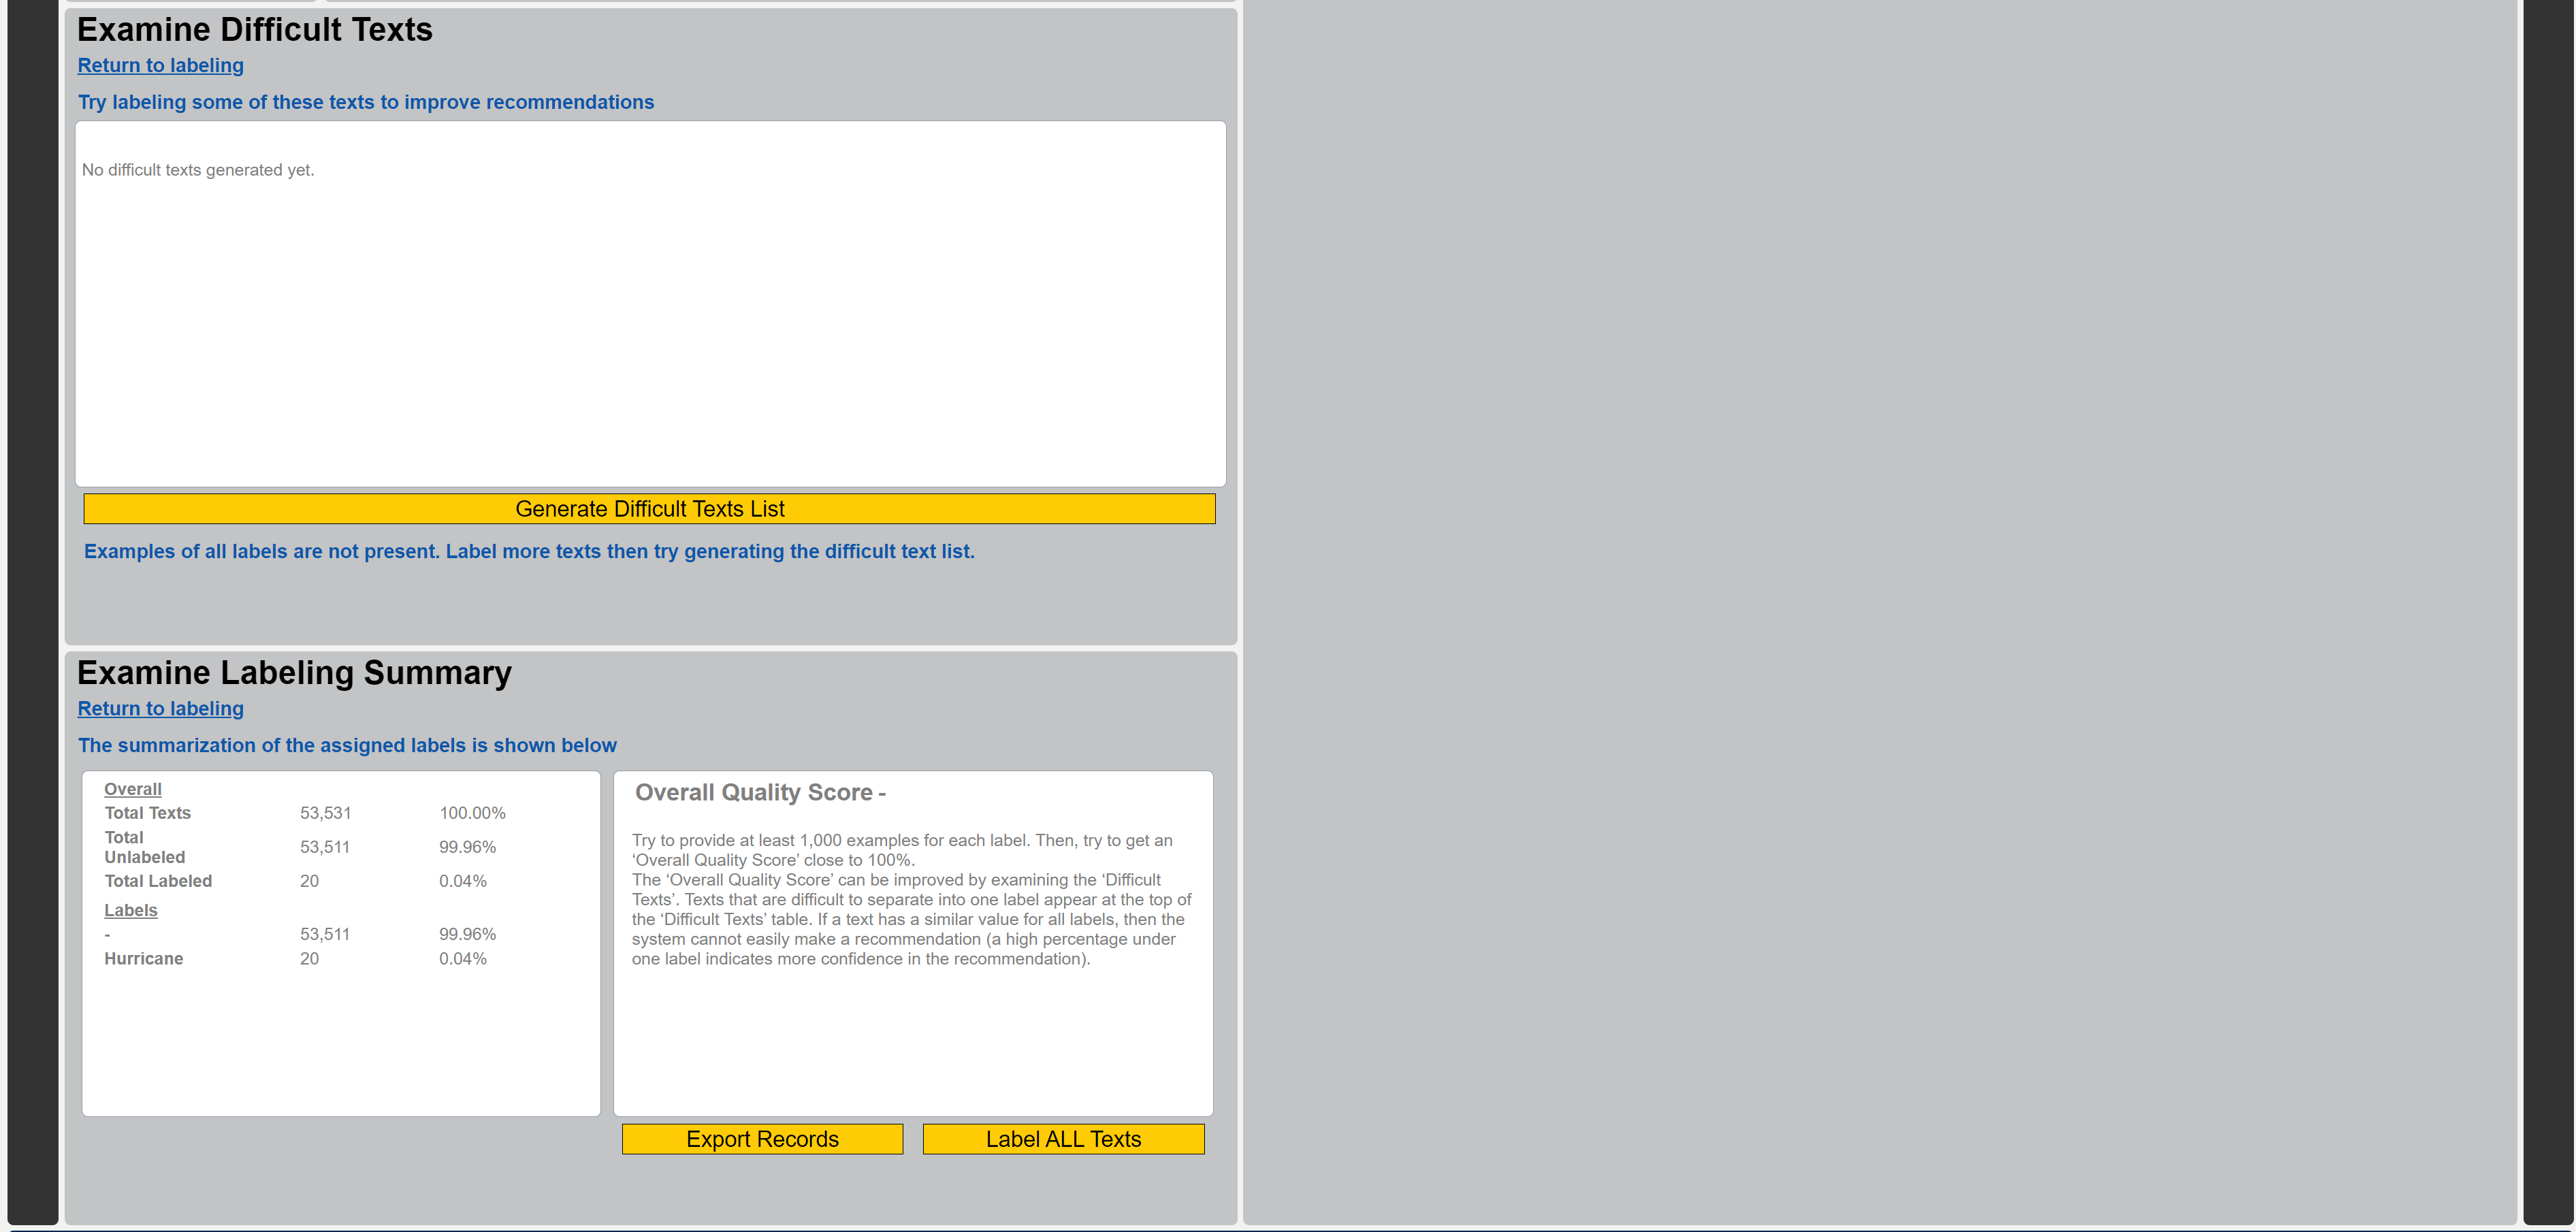 Examine Difficult Texts
Return to labeling
Try labeling some of these texts to improve recommendations
No difficult texts generated yet.
Generate Difficult Texts List
Examples of all labels are not present. Label more texts then try generating the difficult text list.
Examine Labeling Summary
Return to labeling
The summarization of the assigned labels is shown below
Overall
Total Texts 53,531 100.00%
Total
Unlabeled 53,511 99.96%
Total Labeled 20 0.04%
Labels
- 53,511 99.96%
Hurricane 20 0.04%
Overall Quality Score -
Try to provide at least 1,000 examples for each label. Then, try to get an
‘Overall Quality Score’ close to 100%.
The ‘Overall Quality Score’ can be improved by examining the ‘Difficult
Texts’. Texts that are difficult to separate into one label appear at the top of
the ‘Difficult Texts’ table. If a text has a similar value for all labels, then the
system cannot easily make a recommendation (a high percentage under
one label indicates more confidence in the recommendation).
Export Records
Label ALL Texts